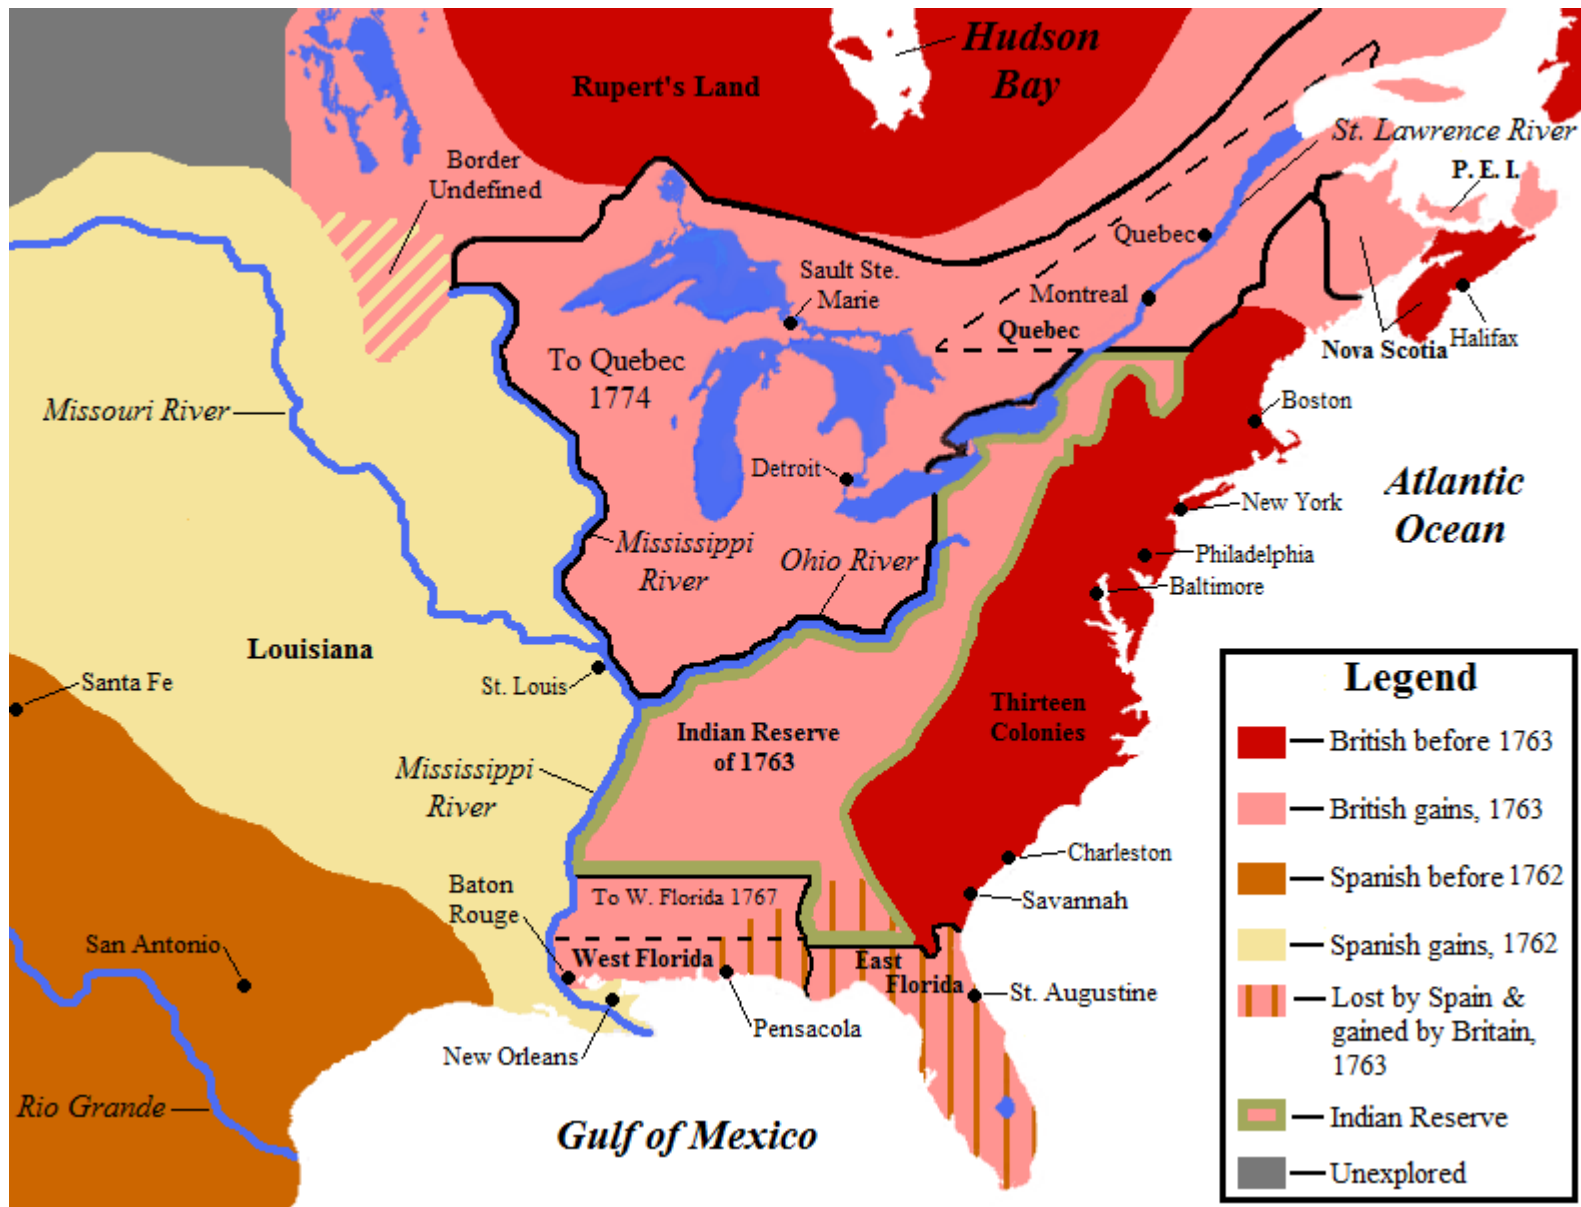 Hudson
Bay
Rupert's Land
St. Lawrence River
Border
Undefined
P. E. I.
Quebec
Sault Ste.
Marie
Montreal
Quebec
Halifax
Nova Scotia
To Quebec
1774
Missouri River
Boston
Detroit
Atlantic
Ocean
New York
Mississippi
River
Ohio River
Philadelphia
Baltimore
Louisiana
Santa Fe
St. Louis
Thirteen
Colonies
Indian Reserve
of 1763
Mississippi
River
Charleston
Baton
Rouge
To W. Florida 1767
Savannah
San Antonio
West Florida
East
Florida
St. Augustine
Pensacola
New Orleans
Rio Grande
Gulf of Mexico
Legend
British before 1763
British gains, 1763
Spanish before 1762
Spanish gains, 1762
Lost by Spain &
gained by Britain,
1763
Indian Reserve
Unexplored